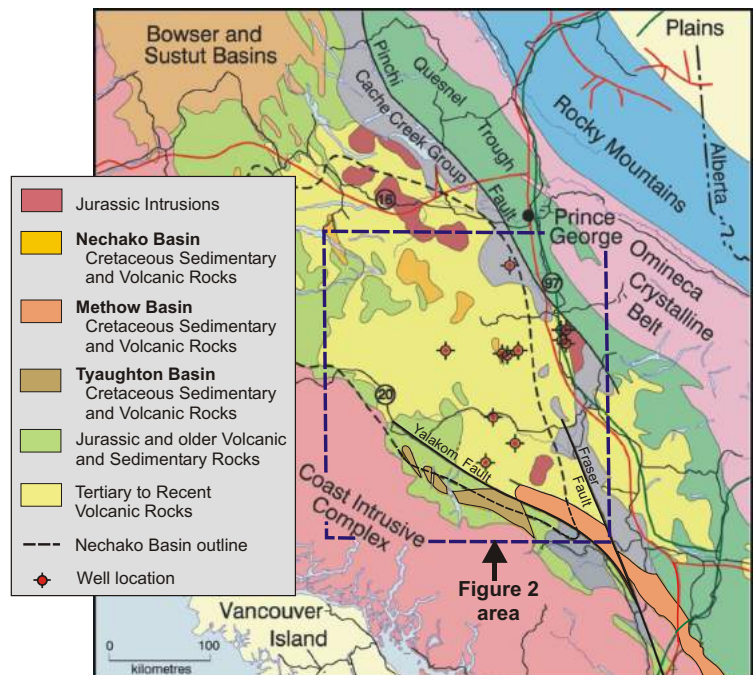 Bowser and
Sustut Basins
Plains
Pinchi
Quesnel
Trough
Cache Creek Group
Fault
Rocky Mountains
Alberta
?
Prince
George
Omineca
Crystalline
Belt
16
97
20
Yalakom Fault
Fraser
Fault
Coast Intrusive
Complex
Figure 2
area
Vancouver
Island
0
100
kilometres
Jurassic Intrusions
Nechako Basin
Cretaceous Sedimentary
and Volcanic Rocks
Methow Basin
Cretaceous Sedimentary
and Volcanic Rocks
Tyaughton Basin
Cretaceous Sedimentary
and Volcanic Rocks
Jurassic and older Volcanic
and Sedimentary Rocks
Tertiary to Recent
Volcanic Rocks
Nechako Basin outline
Well location